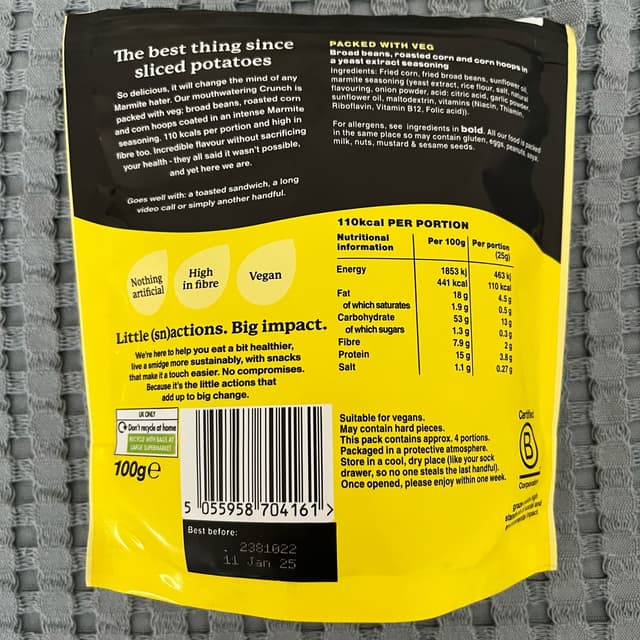 The best thing since
sliced potatoes
So delicious, it will change the mind of any
Marmite hater. Our mouthwatering Crunch is
packed with veg; broad beans, roasted corn
and corn hoops coated in an intense Marmite
seasoning. 110 kcals per portion and high in
fibre too. Incredible flavour without sacrificing
your health - they all said it wasn't possible,
and yet here we are.
Goes well with: a toasted sandwich, a long
video call or simply another handful.
PACKED WITH VEG
Broad beans, roasted corn and corn hoops in
a yeast extract seasoning
Ingredients: Fried corn, fried broad beans, sunflower oil,
marmite seasoning (yeast extract, rice flour, salt, natural
flavouring, onion powder, acid: citric acid, garlic powder,
sunflower oil, maltodextrin, vitamins (Niacin, Thiamin,
Riboflavin, Vitamin B12, Folic acid)).
For allergens, see ingredients in bold. All our food is packed
in the same place so may contain gluten, eggs, peanuts, soya,
milk, nuts, mustard & sesame seeds.
Nothing
artificial
High
in fibre
Vegan
Little (sn)actions. Big impact.
We're here to help you eat a bit healthier,
live a smidge more sustainably, with snacks
that make it a touch easier. No compromises.
Because it's the little actions that
add up to big change.
110kcal PER PORTION
Nutritional information Per 100g Per portion (25g)
Energy 1853 kj 463 kj
441 kcal 110 kcal
Fat 18 g 4.5 g
of which saturates 1.9 g 0.5 g
Carbohydrate 53 g 13 g
of which sugars 1.3 g 0.3 g
Fibre 7.9 g 2 g
Protein 15 g 3.8 g
Salt 1.1 g 0.27 g
UK ONLY
Don't recycle at home
RECYCLE WITH BAGS AT
LARGE SUPERMARKET
100g℮
5 055958 704161 >
Best before:
2381022
11 Jan 25
Suitable for vegans.
May contain hard pieces.
This pack contains approx. 4 portions.
Packaged in a protective atmosphere.
Store in a cool, dry place (like your sock
drawer, so no one steals the last handful).
Once opened, please enjoy within one week.
Certified
B
Corporation